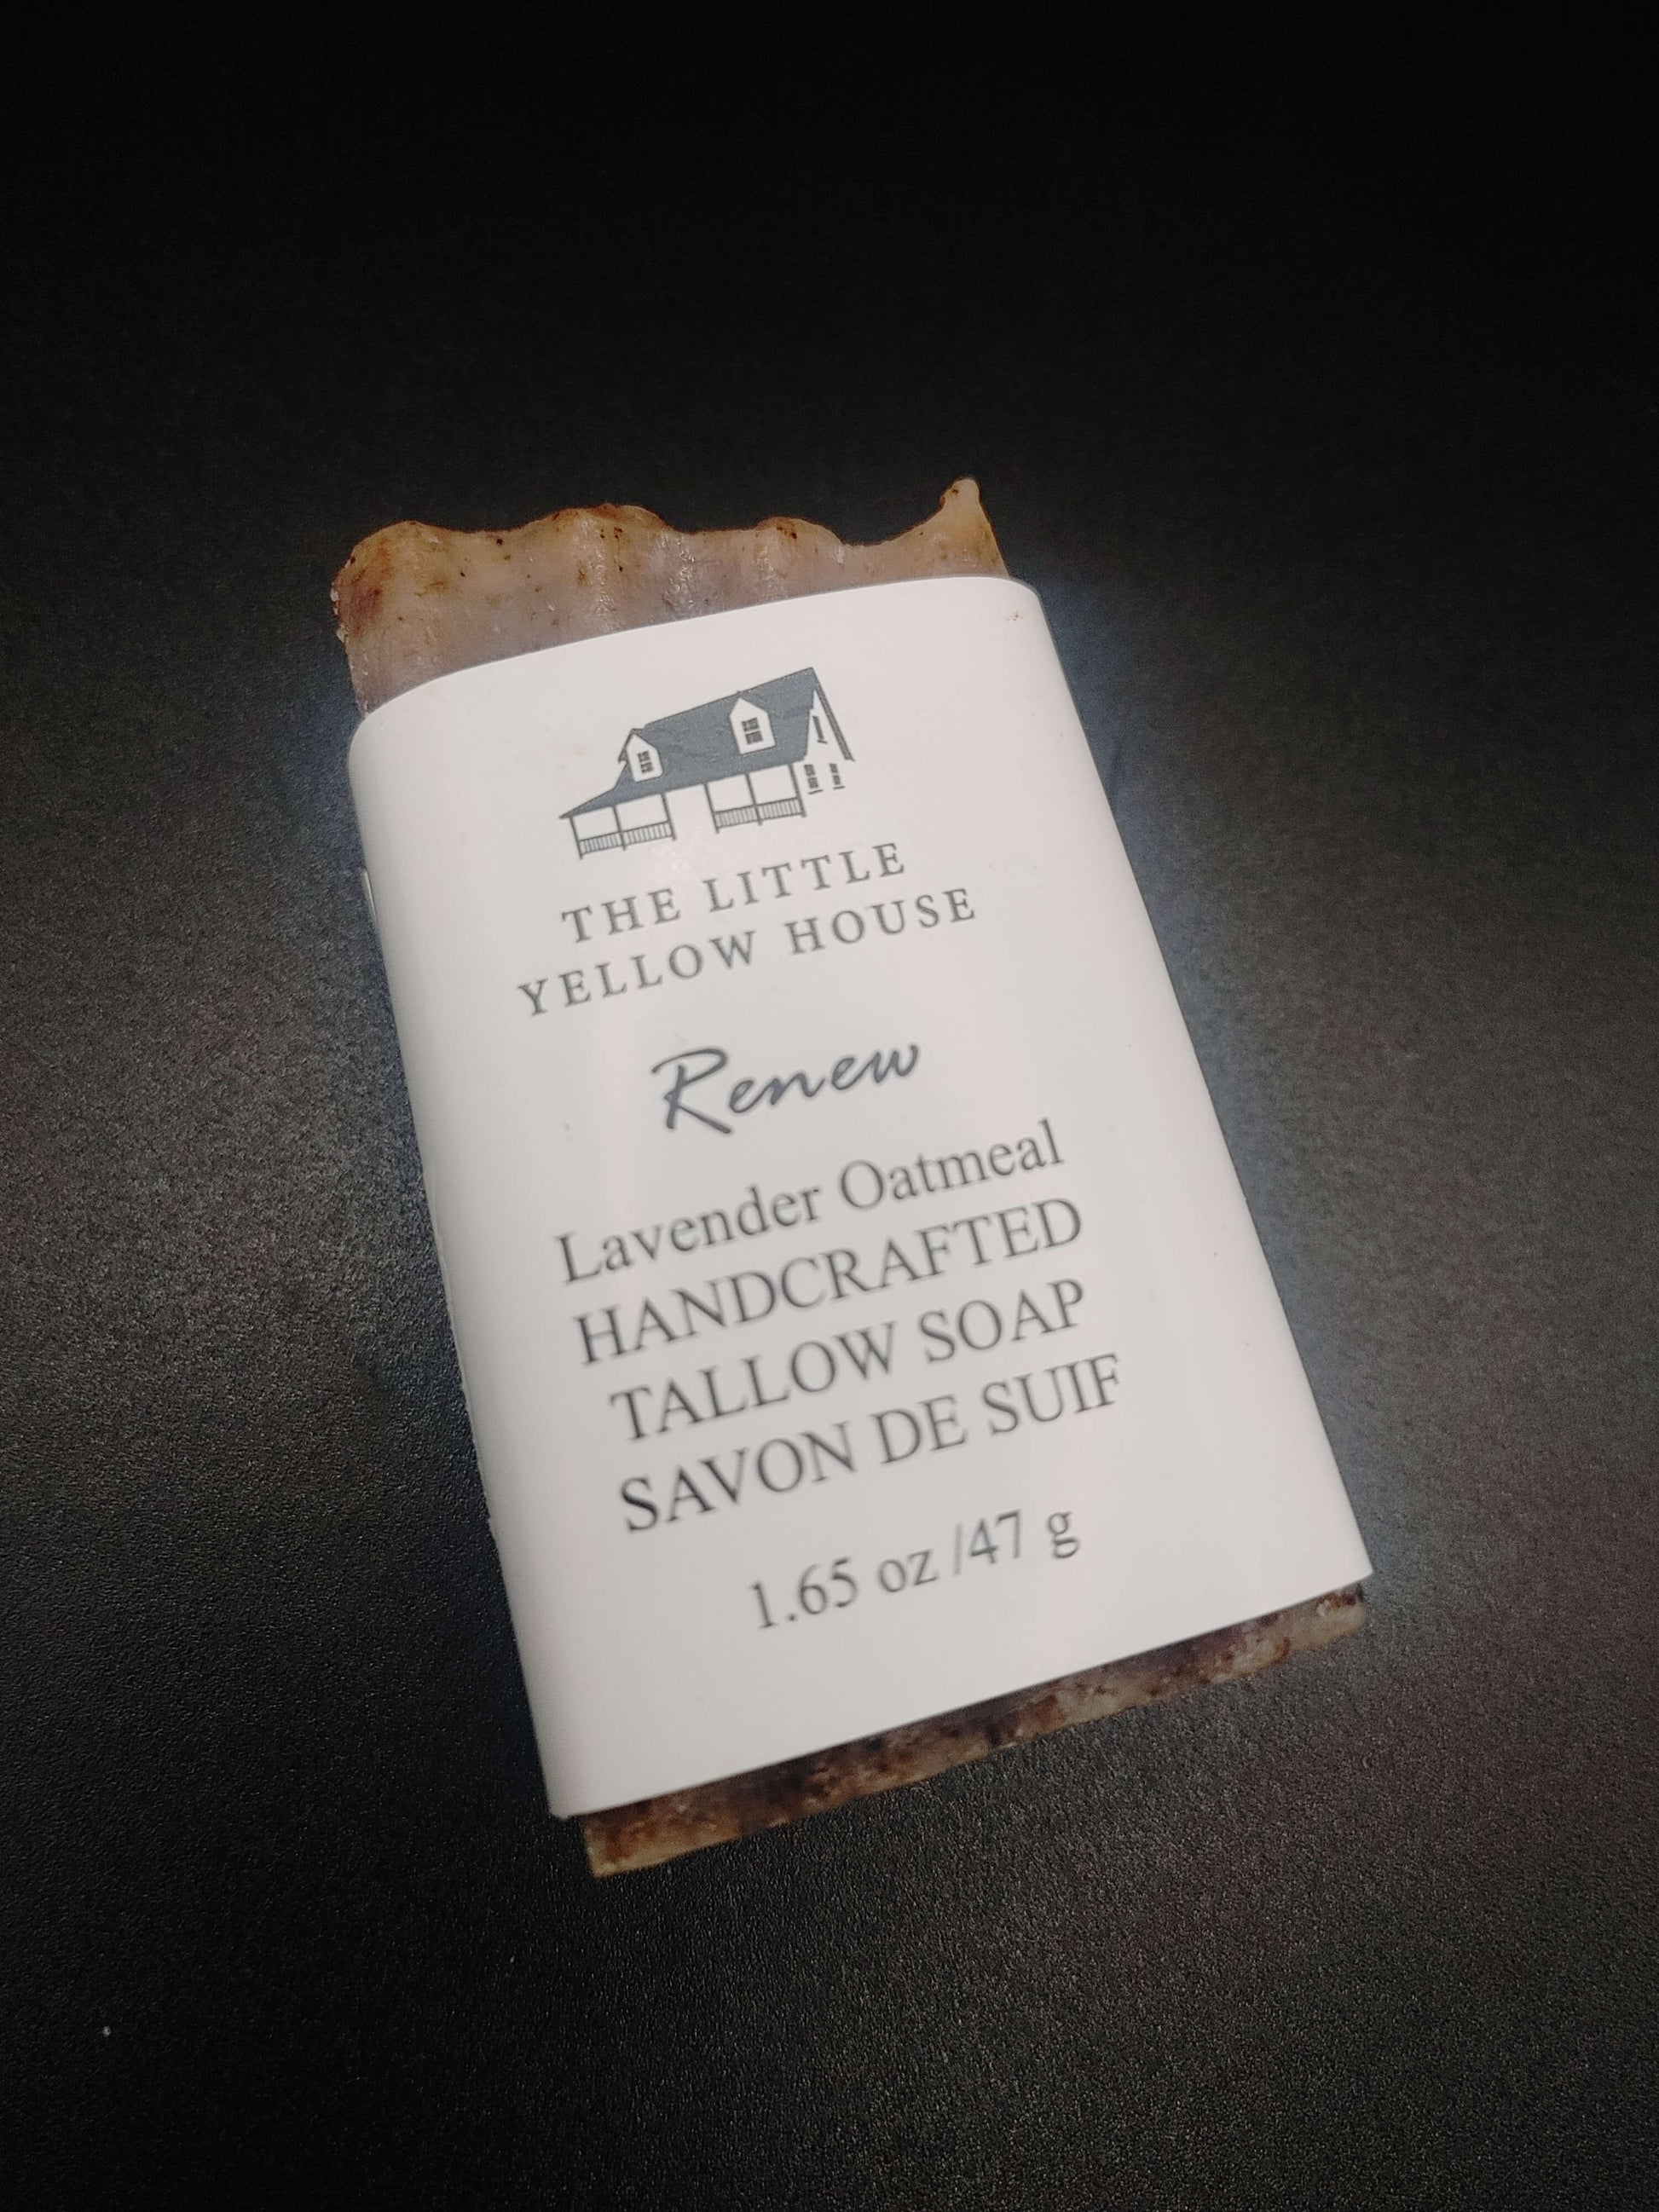 THE LITTLE
YELLOW HOUSE
Renew
Lavender Oatmeal
HANDCRAFTED
TALLOW SOAP
SAVON DE SUIF
1.65 oz /47 g